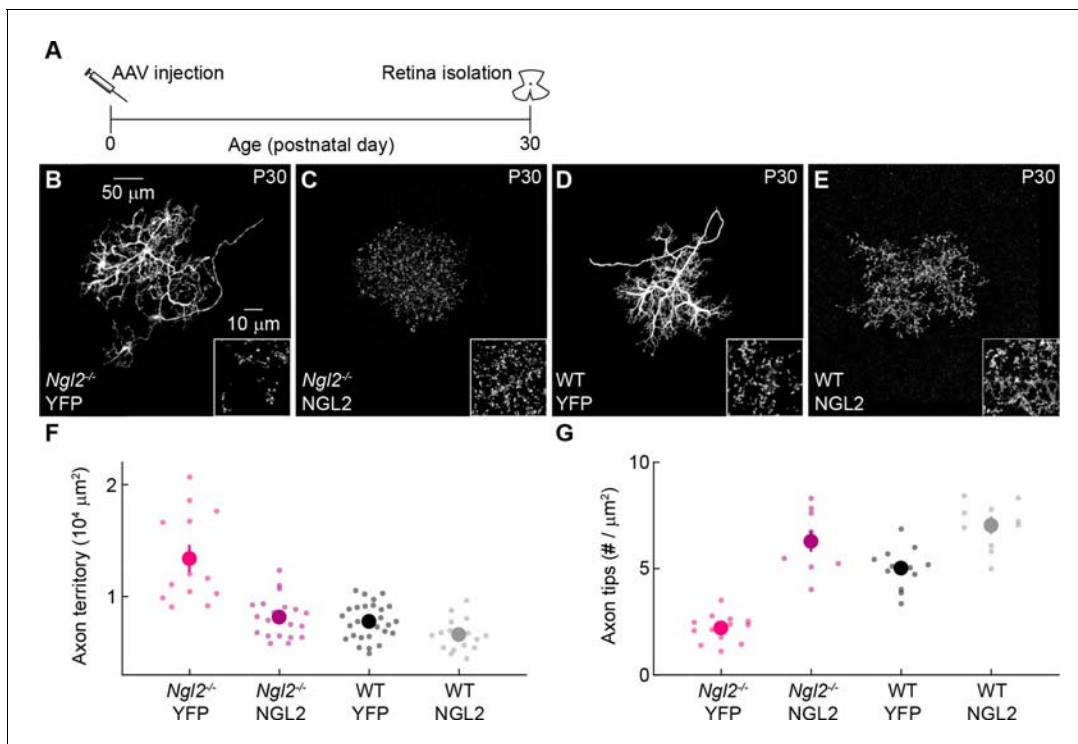 A
AAV injection
Retina isolation
0
Age (postnatal day)
30
B
50 μm
P30
10 μm
Ngl2-/-
YFP
C
P30
Ngl2-/-
NGL2
D
P30
WT
YFP
E
P30
WT
NGL2
F
Axon territory (10⁴ μm²)
2
1
Ngl2-/-
YFP
Ngl2-/-
NGL2
WT
YFP
WT
NGL2
G
Axon tips (# / μm²)
10
5
0
Ngl2-/-
YFP
Ngl2-/-
NGL2
WT
YFP
WT
NGL2